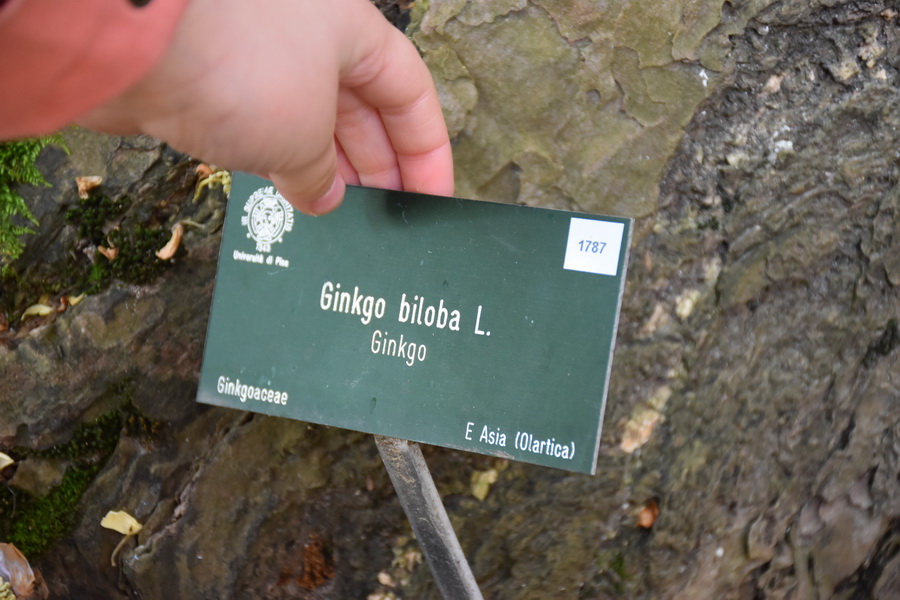 Università di Pisa
1787
Ginkgo biloba L.
Ginkgo
Ginkgoaceae
E Asia (Olartica)